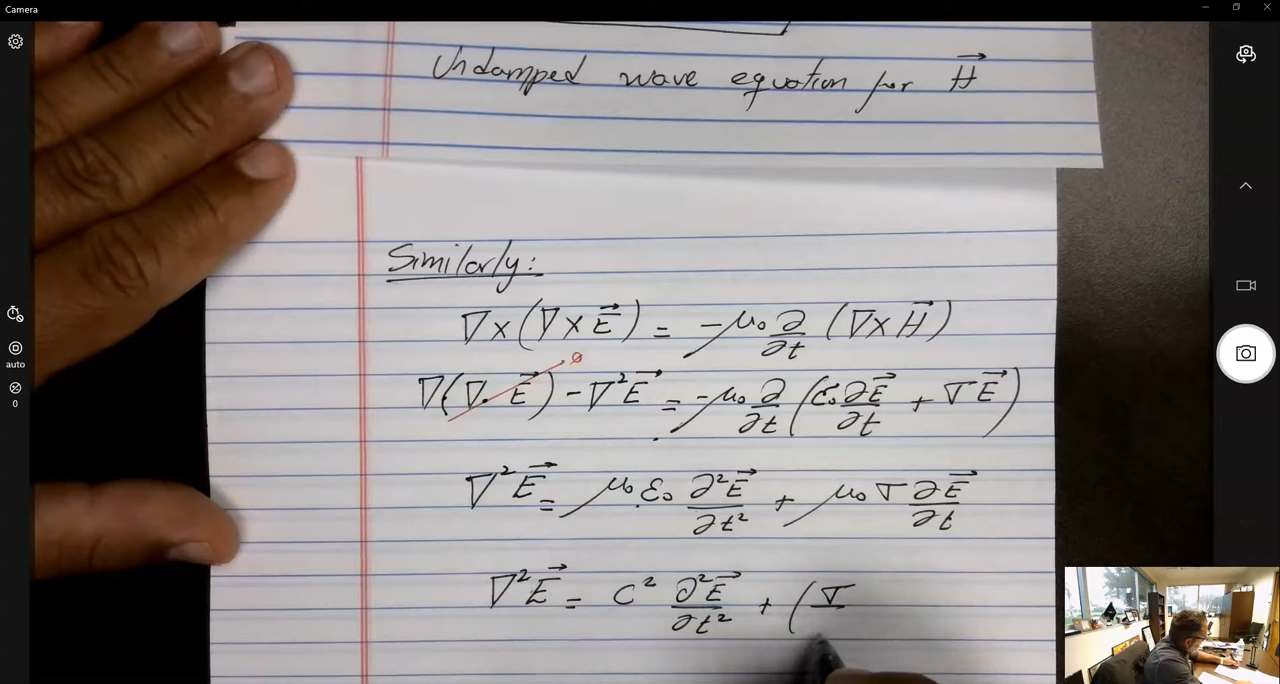 Camera
Undamped wave equation for H⃗
Similarly:
∇×(∇×E⃗) = -μ₀ ∂/∂t (∇×H⃗)
∇(∇·E⃗) - ∇²E⃗ = -μ₀ ∂/∂t (ε₀ ∂E⃗/∂t + σE⃗)
0
auto
∇²E⃗ = μ₀ε₀ ∂²E⃗/∂t² + μ₀σ ∂E⃗/∂t
0
∇²E⃗ = c² ∂²E⃗/∂t² + (σ